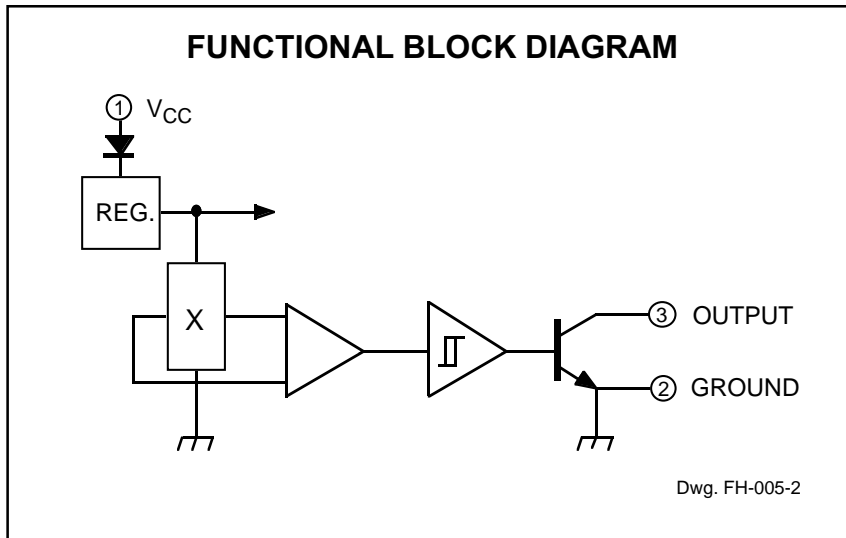 FUNCTIONAL BLOCK DIAGRAM
1 VCC
REG.
X
3 OUTPUT
2 GROUND
Dwg. FH-005-2